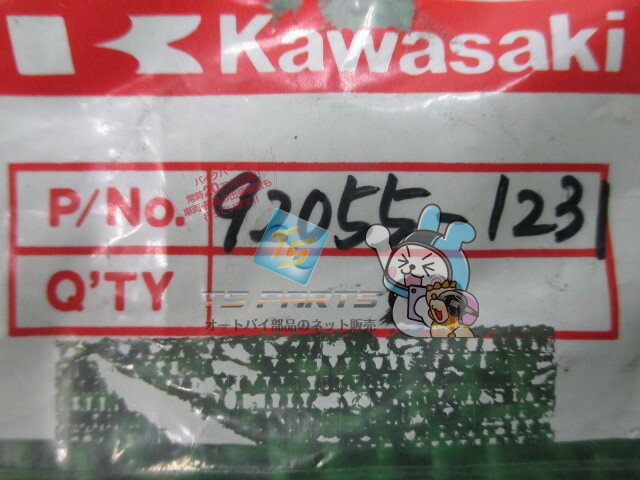 Kawasaki
P/No. 92055-1231
Q'TY
TS
TS PARTS
オートバイ部品のネット販売